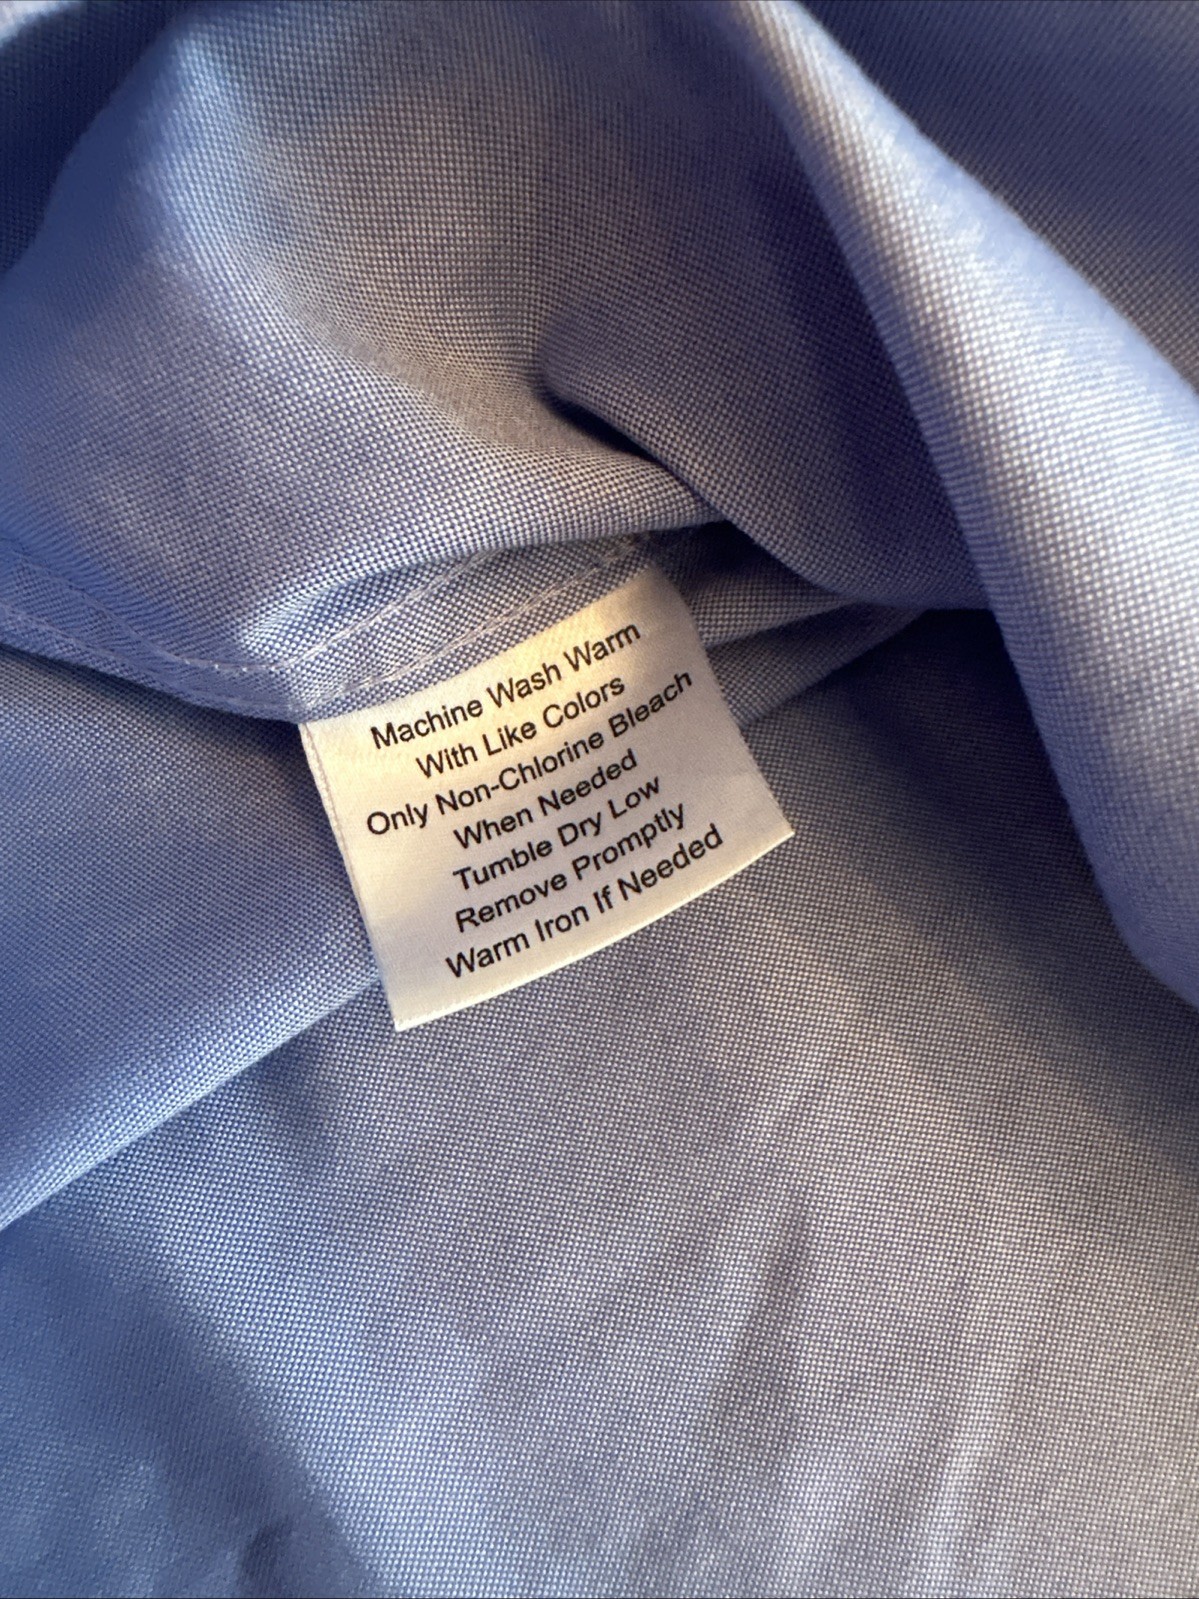 Machine Wash Warm
With Like Colors
Only Non-Chlorine Bleach
When Needed
Tumble Dry Low
Remove Promptly
Warm Iron If Needed